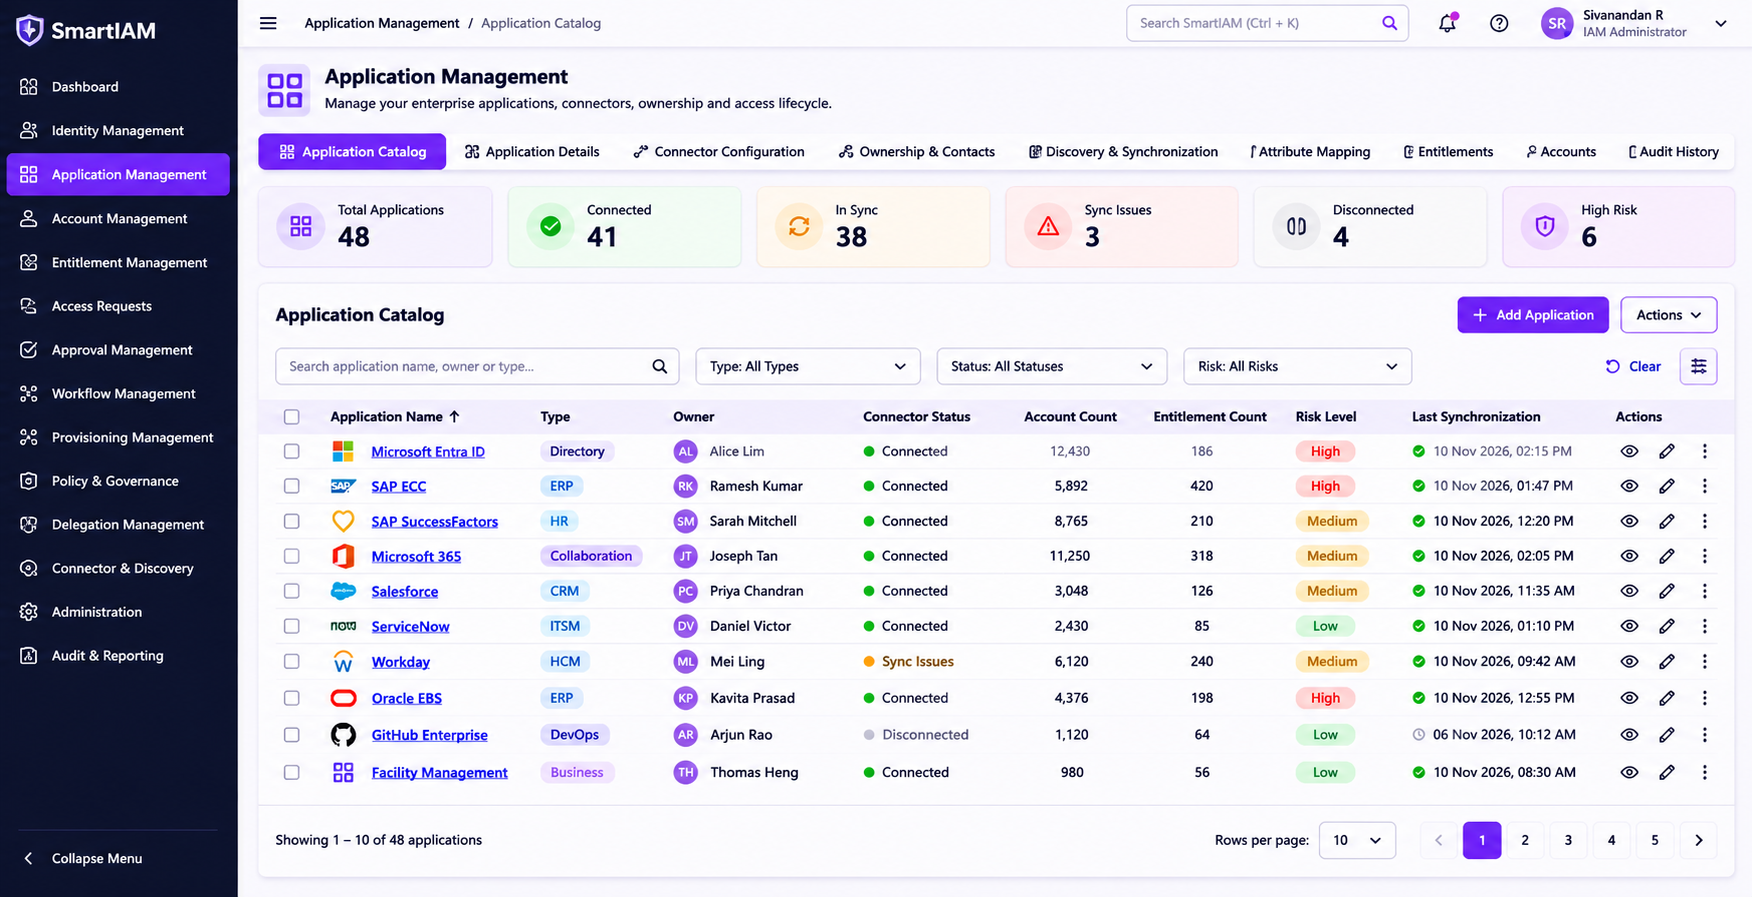 SmartIAM
Application Management / Application Catalog
Search SmartIAM (Ctrl + K)
SR
Sivanandan R
IAM Administrator
Dashboard
Identity Management
Application Management
Account Management
Entitlement Management
Access Requests
Approval Management
Workflow Management
Provisioning Management
Policy & Governance
Delegation Management
Connector & Discovery
Administration
Audit & Reporting
Collapse Menu
Application Management
Manage your enterprise applications, connectors, ownership and access lifecycle.
Application Catalog Application Details Connector Configuration Ownership & Contacts Discovery & Synchronization Attribute Mapping Entitlements Accounts Audit History
Total Applications
48
Connected
41
In Sync
38
Sync Issues
3
Disconnected
4
High Risk
6
Application Catalog
+ Add Application
Actions
Search application name, owner or type...
Type: All Types
Status: All Statuses
Risk: All Risks
Clear
Application Name ↑ Type Owner Connector Status Account Count Entitlement Count Risk Level Last Synchronization Actions
Microsoft Entra ID Directory AL Alice Lim Connected 12,430 186 High 10 Nov 2026, 02:15 PM
SAP SAP ECC ERP RK Ramesh Kumar Connected 5,892 420 High 10 Nov 2026, 01:47 PM
SAP SuccessFactors HR SM Sarah Mitchell Connected 8,765 210 Medium 10 Nov 2026, 12:20 PM
Microsoft 365 Collaboration JT Joseph Tan Connected 11,250 318 Medium 10 Nov 2026, 02:05 PM
Salesforce CRM PC Priya Chandran Connected 3,048 126 Medium 10 Nov 2026, 11:35 AM
now ServiceNow ITSM DV Daniel Victor Connected 2,430 85 Low 10 Nov 2026, 01:10 PM
Workday HCM ML Mei Ling Sync Issues 6,120 240 Medium 10 Nov 2026, 09:42 AM
Oracle EBS ERP KP Kavita Prasad Connected 4,376 198 High 10 Nov 2026, 12:55 PM
GitHub Enterprise DevOps AR Arjun Rao Disconnected 1,120 64 Low 06 Nov 2026, 10:12 AM
Facility Management Business TH Thomas Heng Connected 980 56 Low 10 Nov 2026, 08:30 AM
Showing 1 – 10 of 48 applications
Rows per page: 10
< 1 2 3 4 5 >